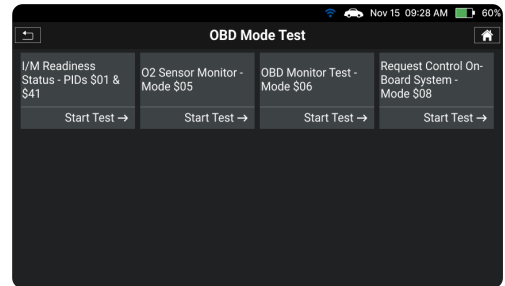 Nov 15 09:28 AM 60%
OBD Mode Test
I/M Readiness
Status - PIDs $01 &
$41
Start Test →
O2 Sensor Monitor -
Mode $05
Start Test →
OBD Monitor Test -
Mode $06
Start Test →
Request Control On-
Board System -
Mode $08
Start Test →